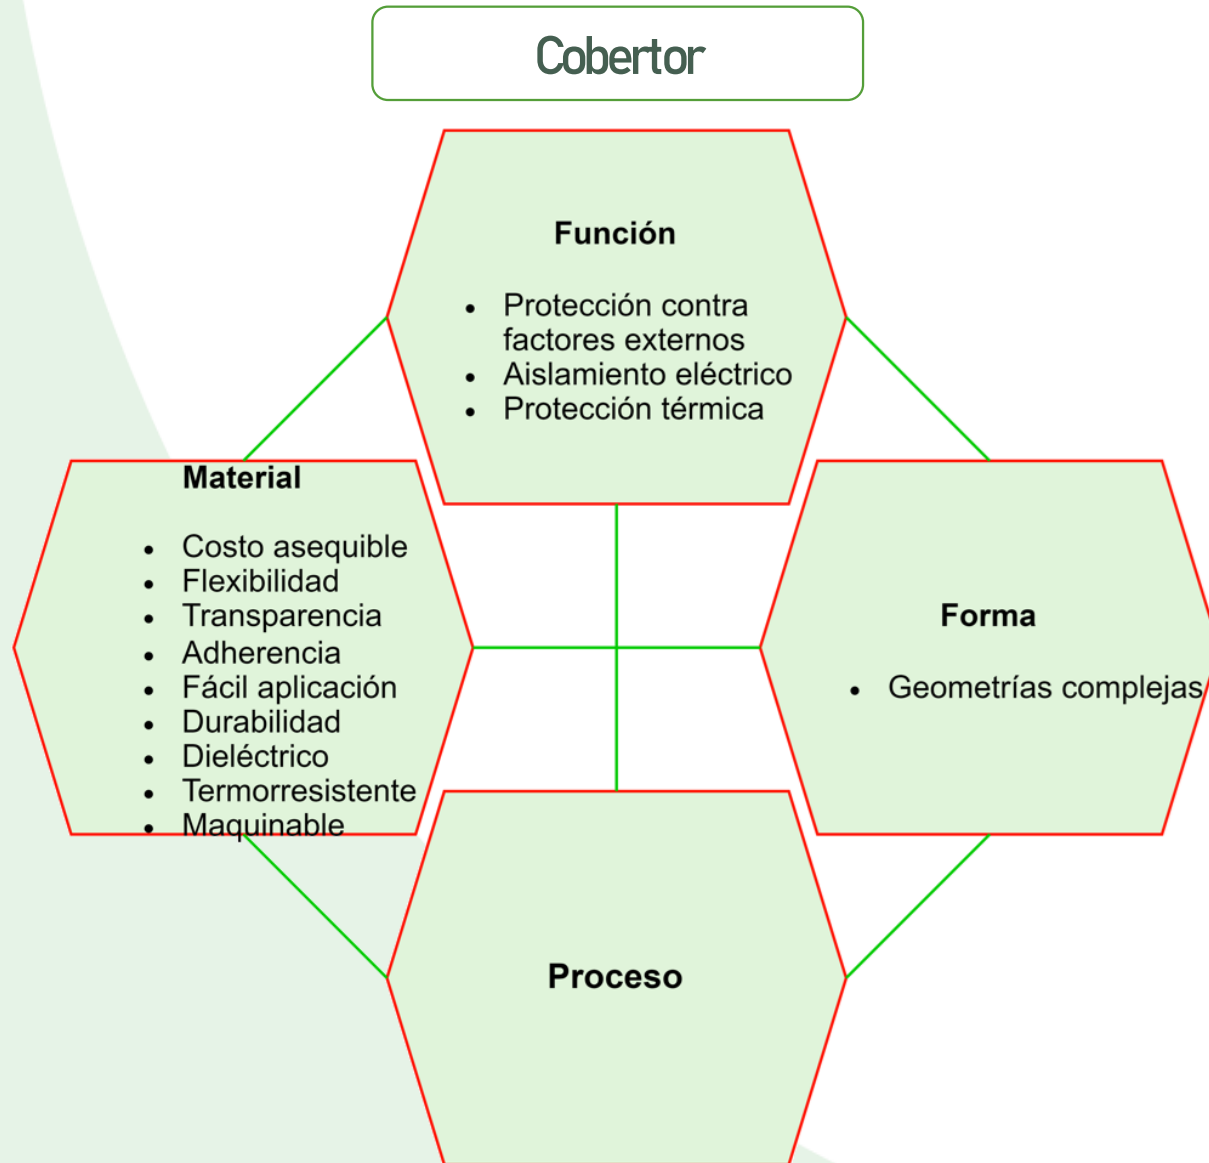 Cobertor
Función
• Protección contra
factores externos
• Aislamiento eléctrico
• Protección térmica
Material
• Costo asequible
• Flexibilidad
• Transparencia
• Adherencia
• Fácil aplicación
• Durabilidad
• Dieléctrico
• Termorresistente
• Maquinable
Forma
• Geometrías complejas
Proceso